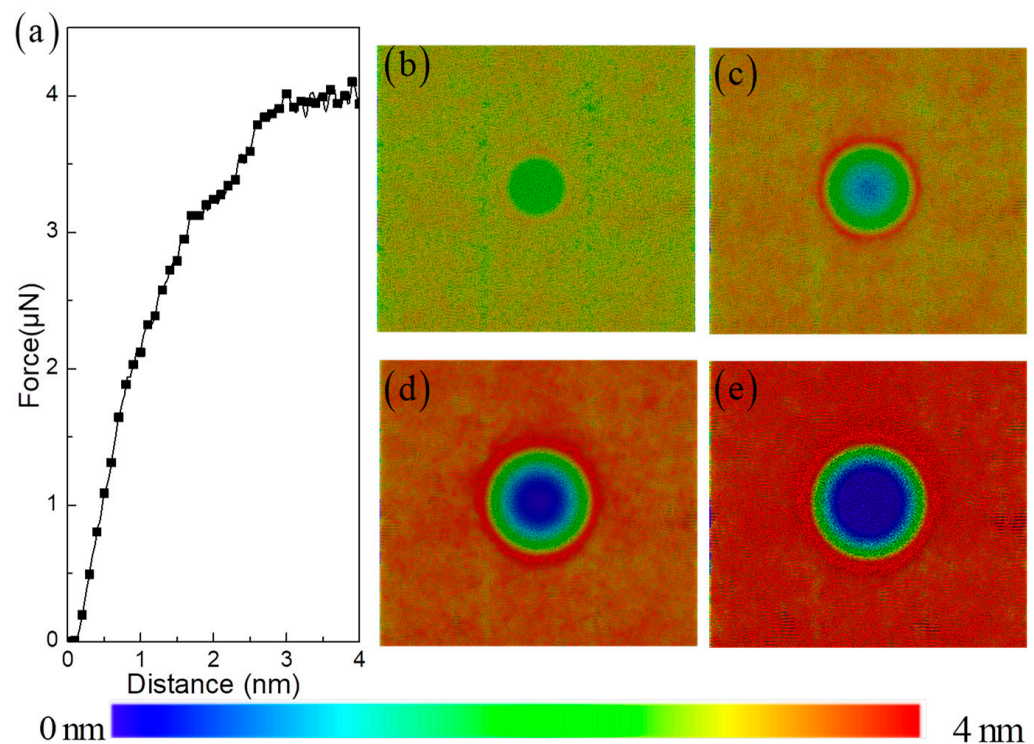 (a)
4
3
2
1
0
Force(µN)
0 1 2 3 4
Distance (nm)
(b)
(c)
(d)
(e)
0 nm
4 nm